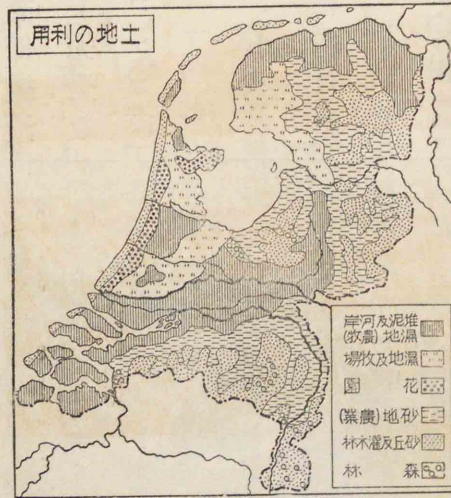 土地の利用
堆泥及河岸
濕地(農牧)
濕地及牧場
花園
砂地(農業)
砂丘及灌木林
森林